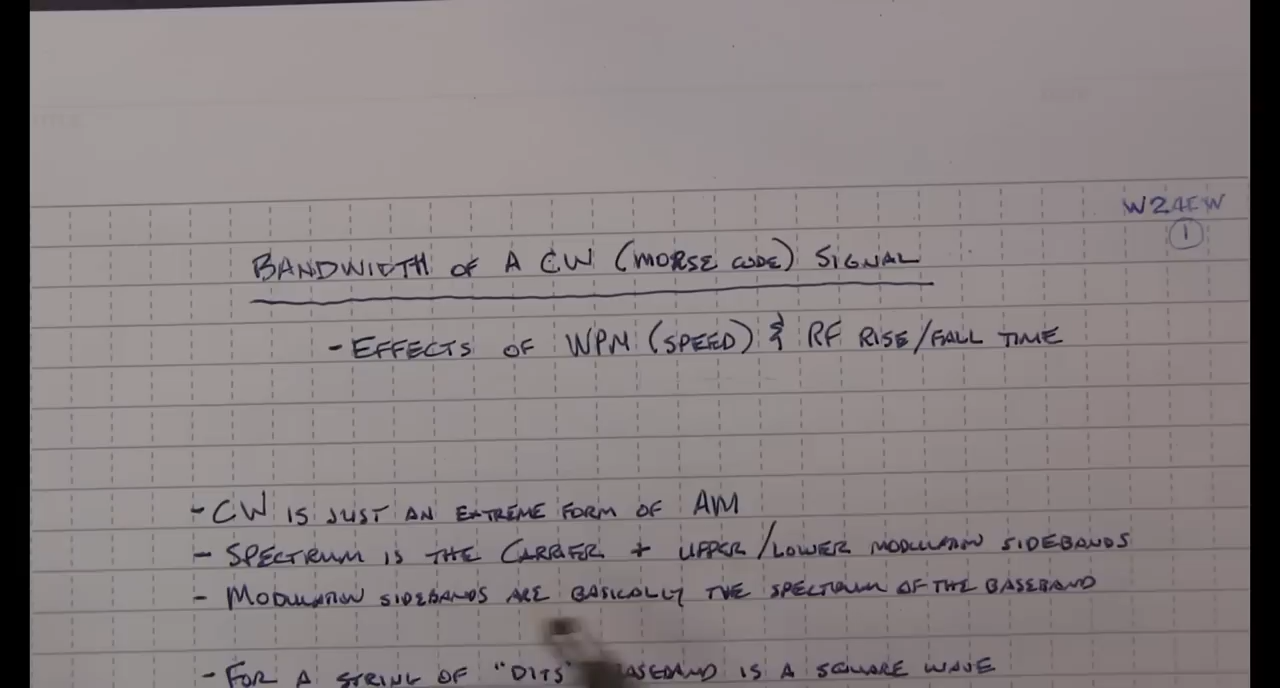 W2AEW
1
BANDWIDTH OF A CW (MORSE CODE) SIGNAL
- EFFECTS OF WPM (SPEED) & RF RISE/FALL TIME
- CW IS JUST AN EXTREME FORM OF AM
- SPECTRUM IS THE CARRIER + UPPER/LOWER MODULATION SIDEBANDS
- MODULATION SIDEBANDS ARE BASICALLY THE SPECTRUM OF THE BASEBAND
- FOR A STRING OF "DITS" BASEBAND IS A SQUARE WAVE